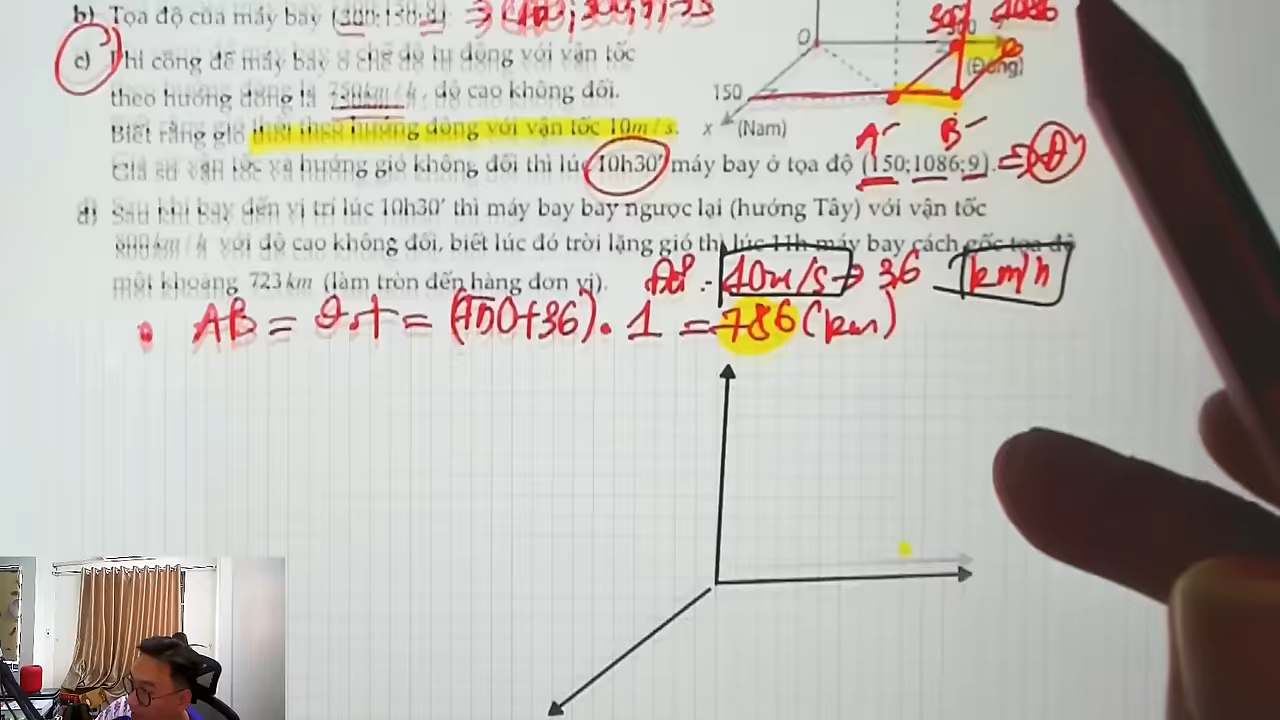 b) Tọa độ của máy bay (300;150;9).
c) Phi công để máy bay ở chế độ tự động với vận tốc
theo hướng đông là 750km/h, độ cao không đổi.
Biết rằng gió thổi theo hướng đông với vận tốc 10m/s.
Giả sử vận tốc và hướng gió không đổi thì lúc 10h30' máy bay ở tọa độ (150;1086;9). ⇒ Đ
d) Sau khi bay đến vị trí lúc 10h30' thì máy bay bay ngược lại (hướng Tây) với vận tốc
800km/h với độ cao không đổi, biết lúc đó trời lặng gió thì lúc 11h máy bay cách gốc tọa độ
một khoảng 723km (làm tròn đến hàng đơn vị).
10m/s → 36 km/h
AB = v.t = (750+36). 1 = 786 (km)
O
1086
(Đông)
150
x (Nam)
A
B